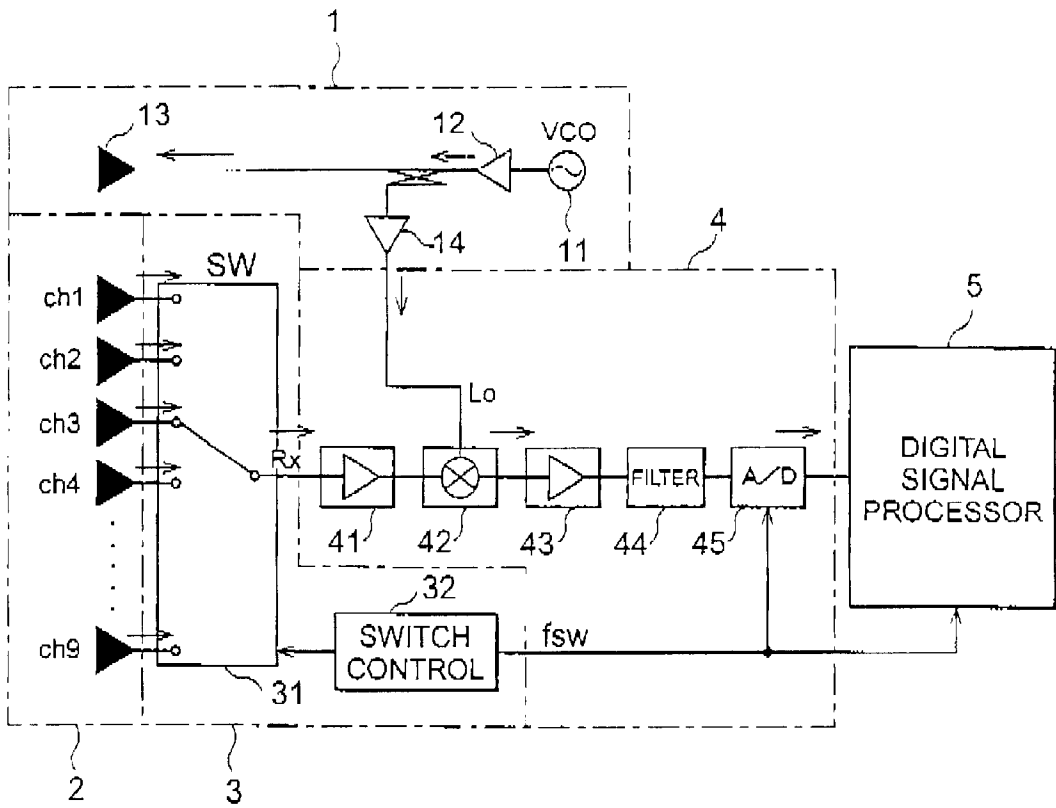 1
13
12
VCO
11
14
4
SW
ch1
ch2
ch3
ch4
ch9
Rx
Lo
5
DIGITAL
SIGNAL
PROCESSOR
FILTER
A/D
41
42
43
44
45
32
SWITCH
CONTROL
fsw
31
2
3